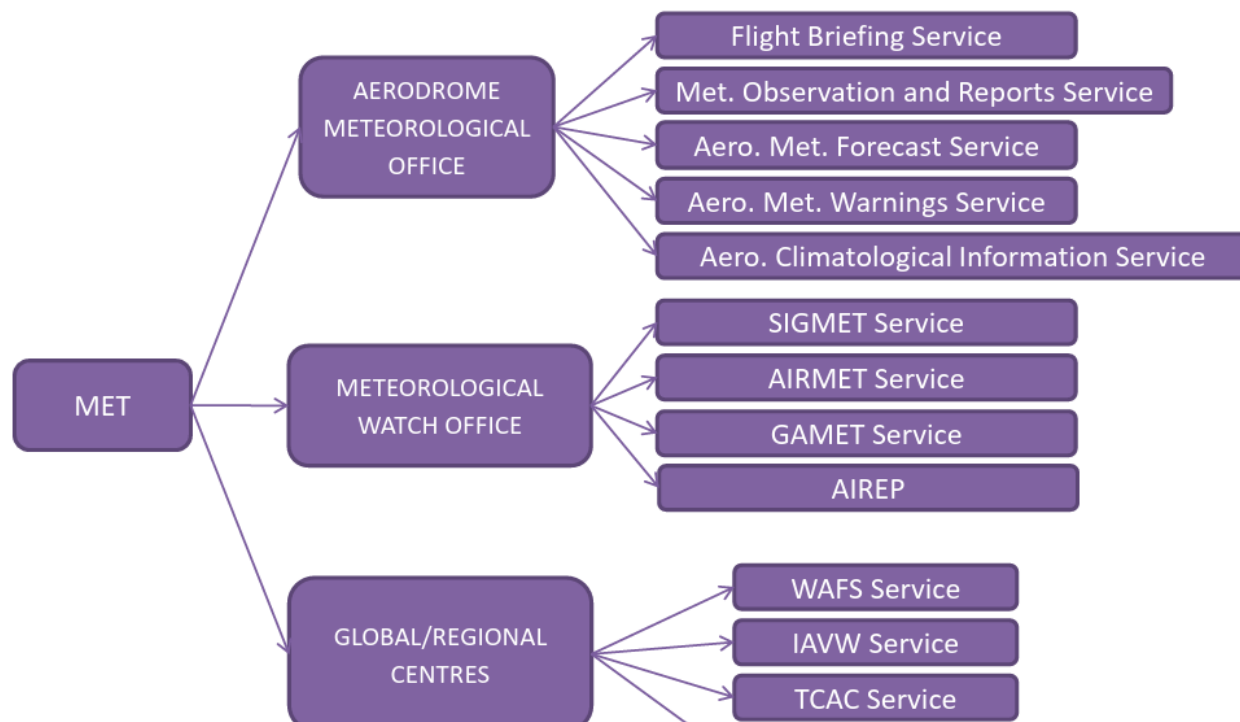 Flight Briefing Service
AERODROME
METEOROLOGICAL
OFFICE
Met. Observation and Reports Service
Aero. Met. Forecast Service
Aero. Met. Warnings Service
Aero. Climatological Information Service
MET
METEOROLOGICAL
WATCH OFFICE
SIGMET Service
AIRMET Service
GAMET Service
AIREP
GLOBAL/REGIONAL
CENTRES
WAFS Service
IAVW Service
TCAC Service